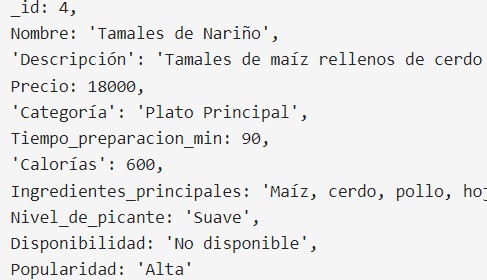 _id: 4,
Nombre: 'Tamales de Nariño',
'Descripción': 'Tamales de maíz rellenos de cerdo
Precio: 18000,
'Categoría': 'Plato Principal',
Tiempo_preparacion_min: 90,
'Calorías': 600,
Ingredientes_principales: 'Maíz, cerdo, pollo,
Nivel_de_picante: 'Suave',
Disponibilidad: 'No disponible',
Popularidad: 'Alta'